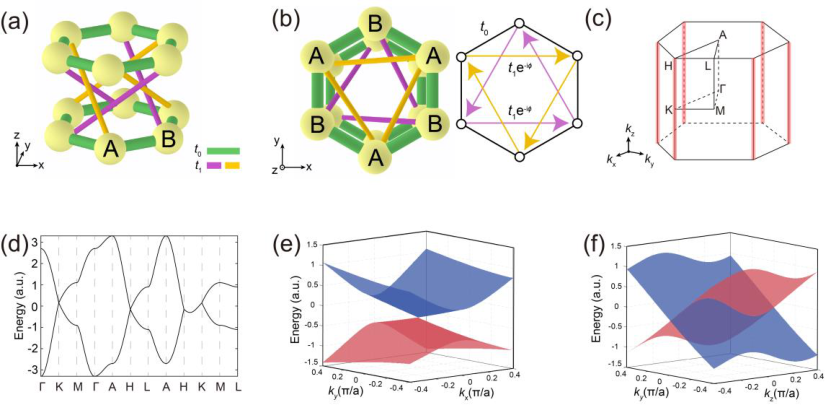 (a)
z
y
x
A
B
t0
t1
(b)
B
A
A
B
B
A
y
z
x
t0
t1e-iφ
t1e-iφ
(c)
A
H
L
Γ
K
M
kz
kx
ky
(d)
Energy (a.u.)
3
2
1
0
-1
-2
-3
Γ K M Γ A H L A H K M L
(e)
Energy (a.u.)
1.5
1
0.5
0
-0.5
-1
-1.5
0.4 0.2 0 -0.2 -0.4
-0.4 -0.2 0 0.2 0.4
ky(π/a)
kx(π/a)
(f)
Energy (a.u.)
1.5
1
0.5
0
-0.5
-1
-1.5
0.4 0.2 0 -0.2 -0.4
-0.4 -0.2 0 0.2 0.4
ky(π/a)
kz(π/a)